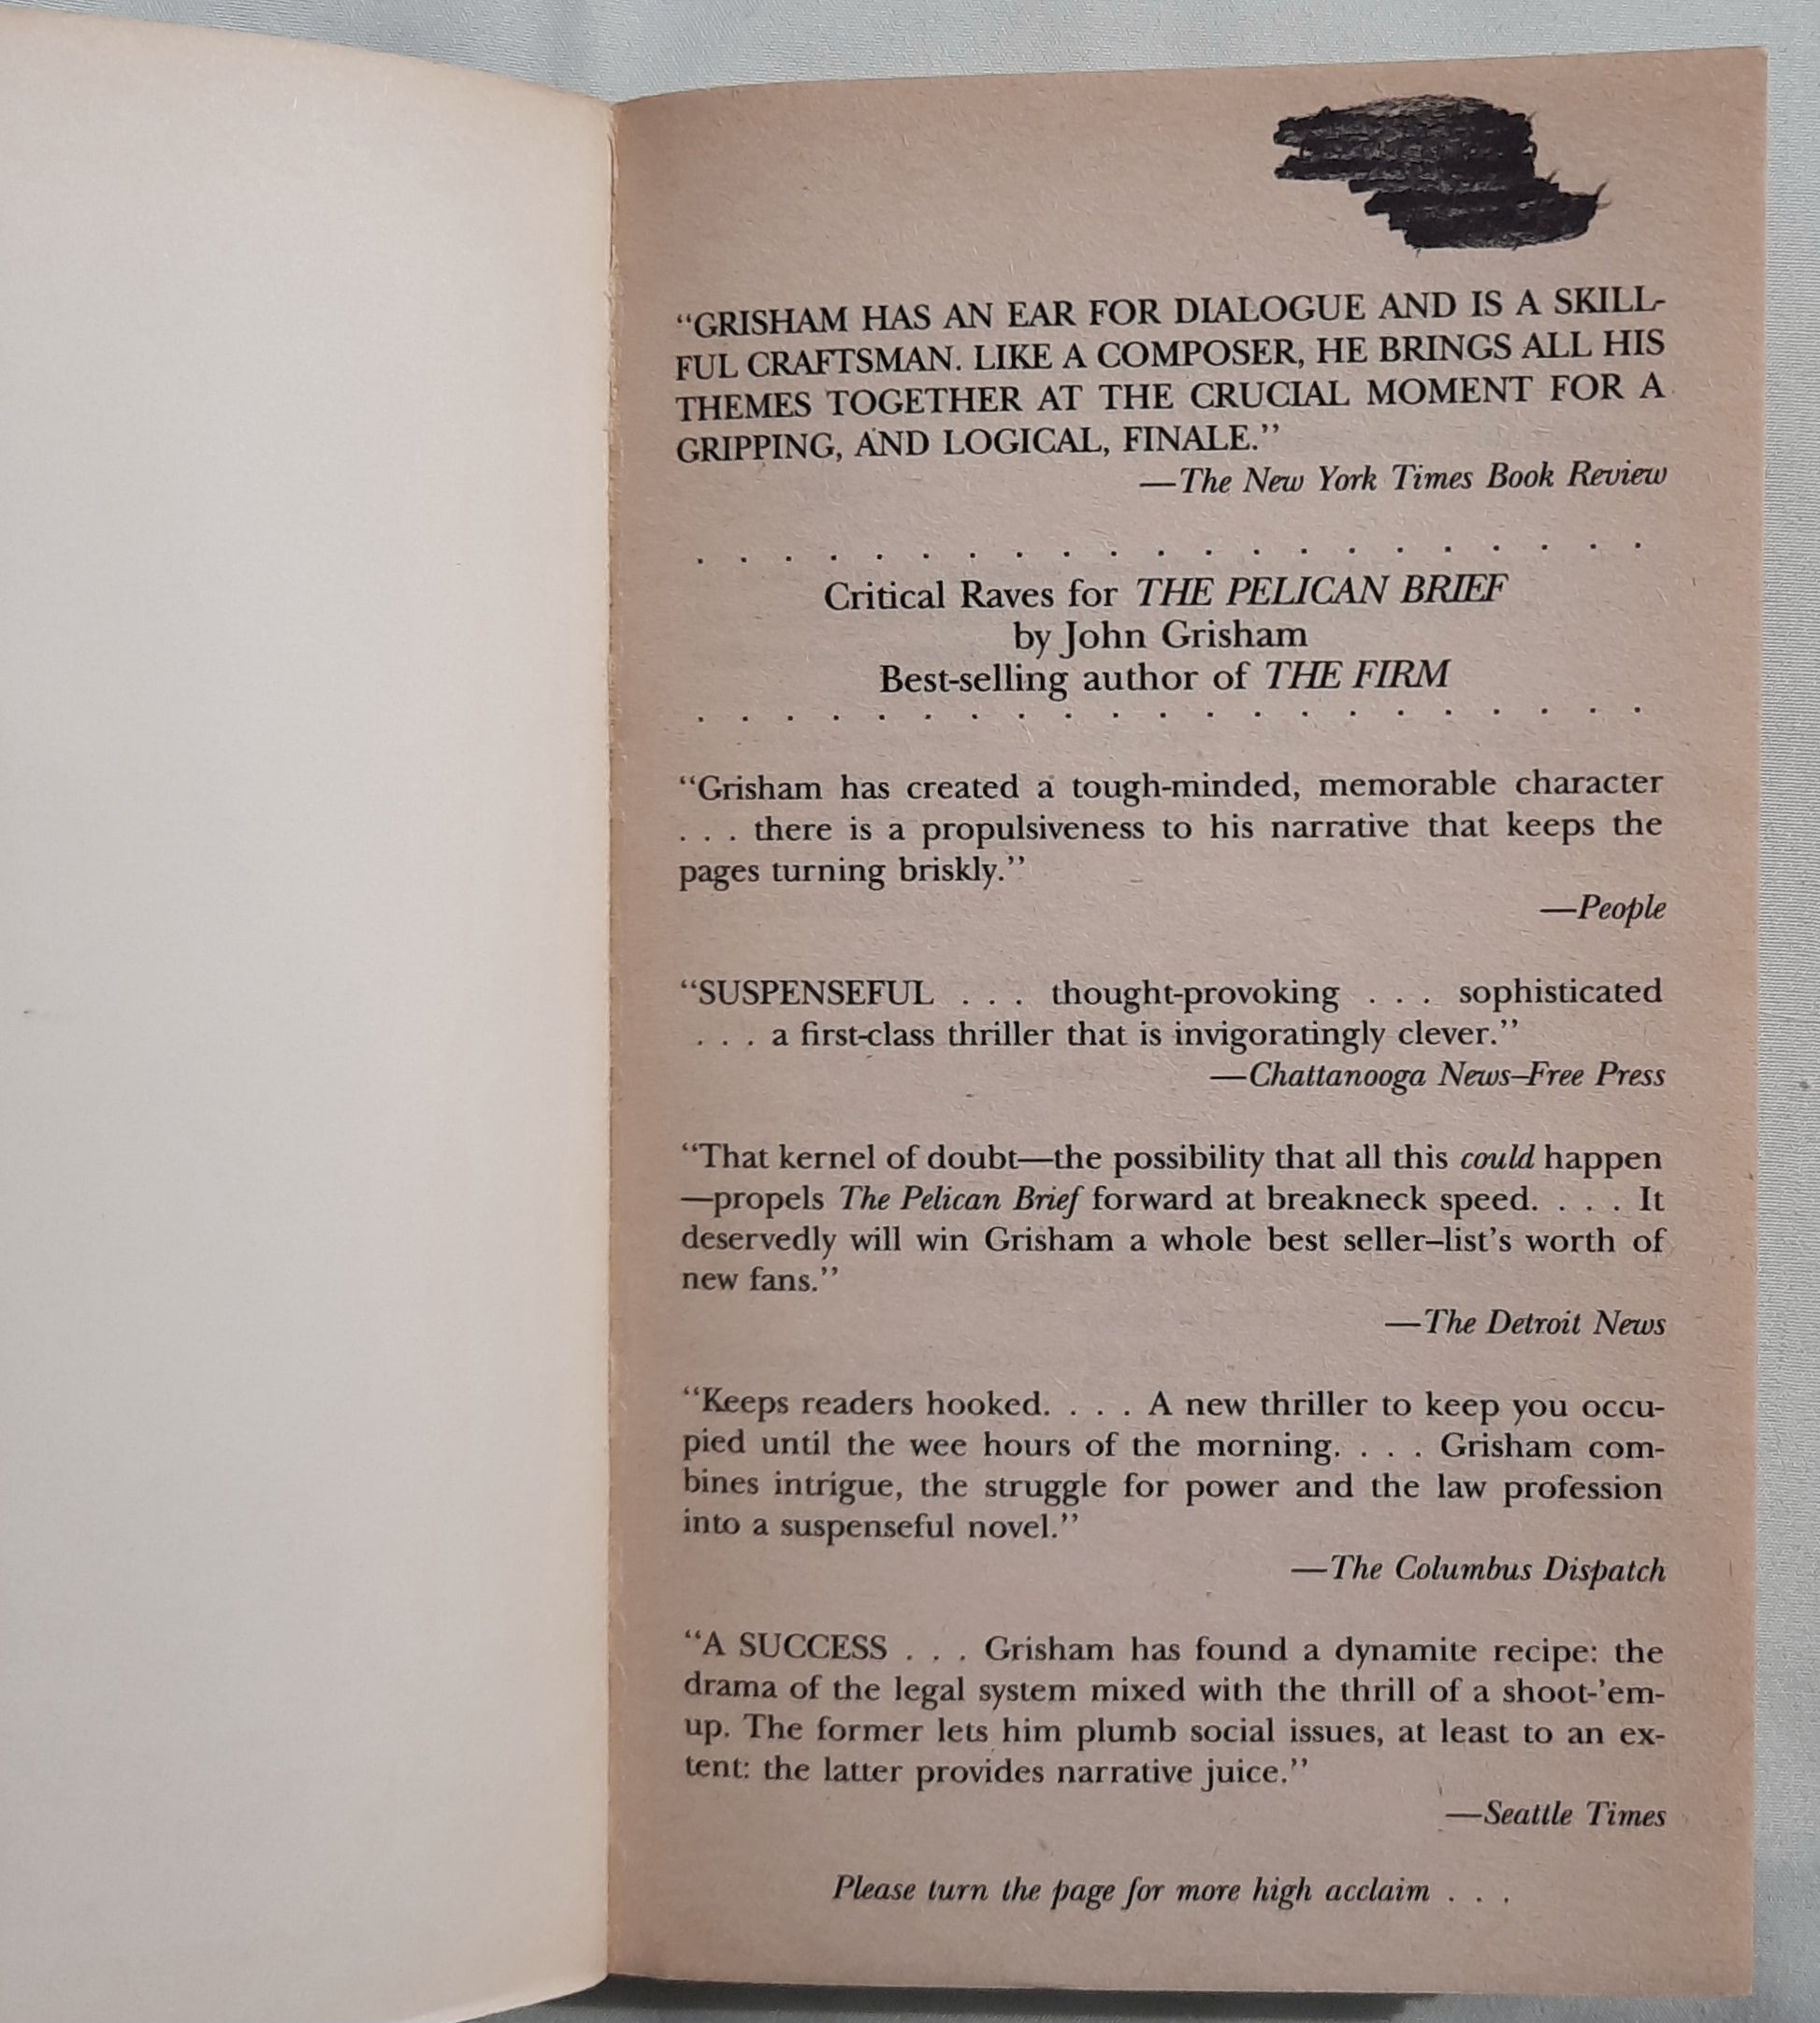 “GRISHAM HAS AN EAR FOR DIALOGUE AND IS A SKILL-
FUL CRAFTSMAN. LIKE A COMPOSER, HE BRINGS ALL HIS
THEMES TOGETHER AT THE CRUCIAL MOMENT FOR A
GRIPPING, AND LOGICAL, FINALE.”
—The New York Times Book Review
. . . . . . . . . . . . . . . . . . . . .
Critical Raves for THE PELICAN BRIEF
by John Grisham
Best-selling author of THE FIRM
. . . . . . . . . . . . . . . . . . . . .
“Grisham has created a tough-minded, memorable character
. . . there is a propulsiveness to his narrative that keeps the
pages turning briskly.”
—People
“SUSPENSEFUL . . . thought-provoking . . . sophisticated
. . . a first-class thriller that is invigoratingly clever.”
—Chattanooga News–Free Press
“That kernel of doubt—the possibility that all this could happen
—propels The Pelican Brief forward at breakneck speed. . . . It
deservedly will win Grisham a whole best seller–list’s worth of
new fans.”
—The Detroit News
“Keeps readers hooked. . . . A new thriller to keep you occu-
pied until the wee hours of the morning. . . . Grisham com-
bines intrigue, the struggle for power and the law profession
into a suspenseful novel.”
—The Columbus Dispatch
“A SUCCESS . . . Grisham has found a dynamite recipe: the
drama of the legal system mixed with the thrill of a shoot-’em-
up. The former lets him plumb social issues, at least to an ex-
tent: the latter provides narrative juice.”
—Seattle Times
Please turn the page for more high acclaim . . .